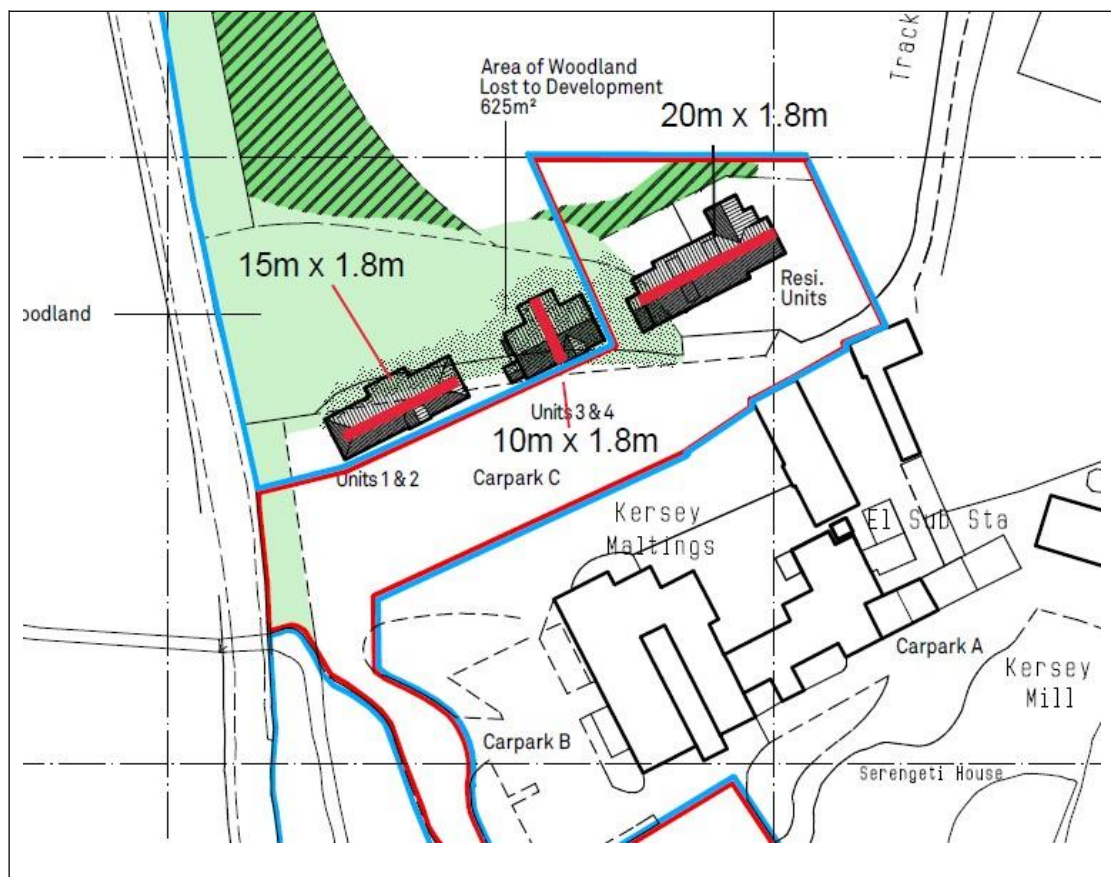 Track
Area of Woodland
Lost to Development
625m²
20m x 1.8m
15m x 1.8m
Resi.
Units
oodland
Units 3 & 4
10m x 1.8m
Units 1 & 2
Carpark C
Kersey
Maltings
El Sub Sta
Carpark A
Kersey
Mill
Carpark B
Serengeti House